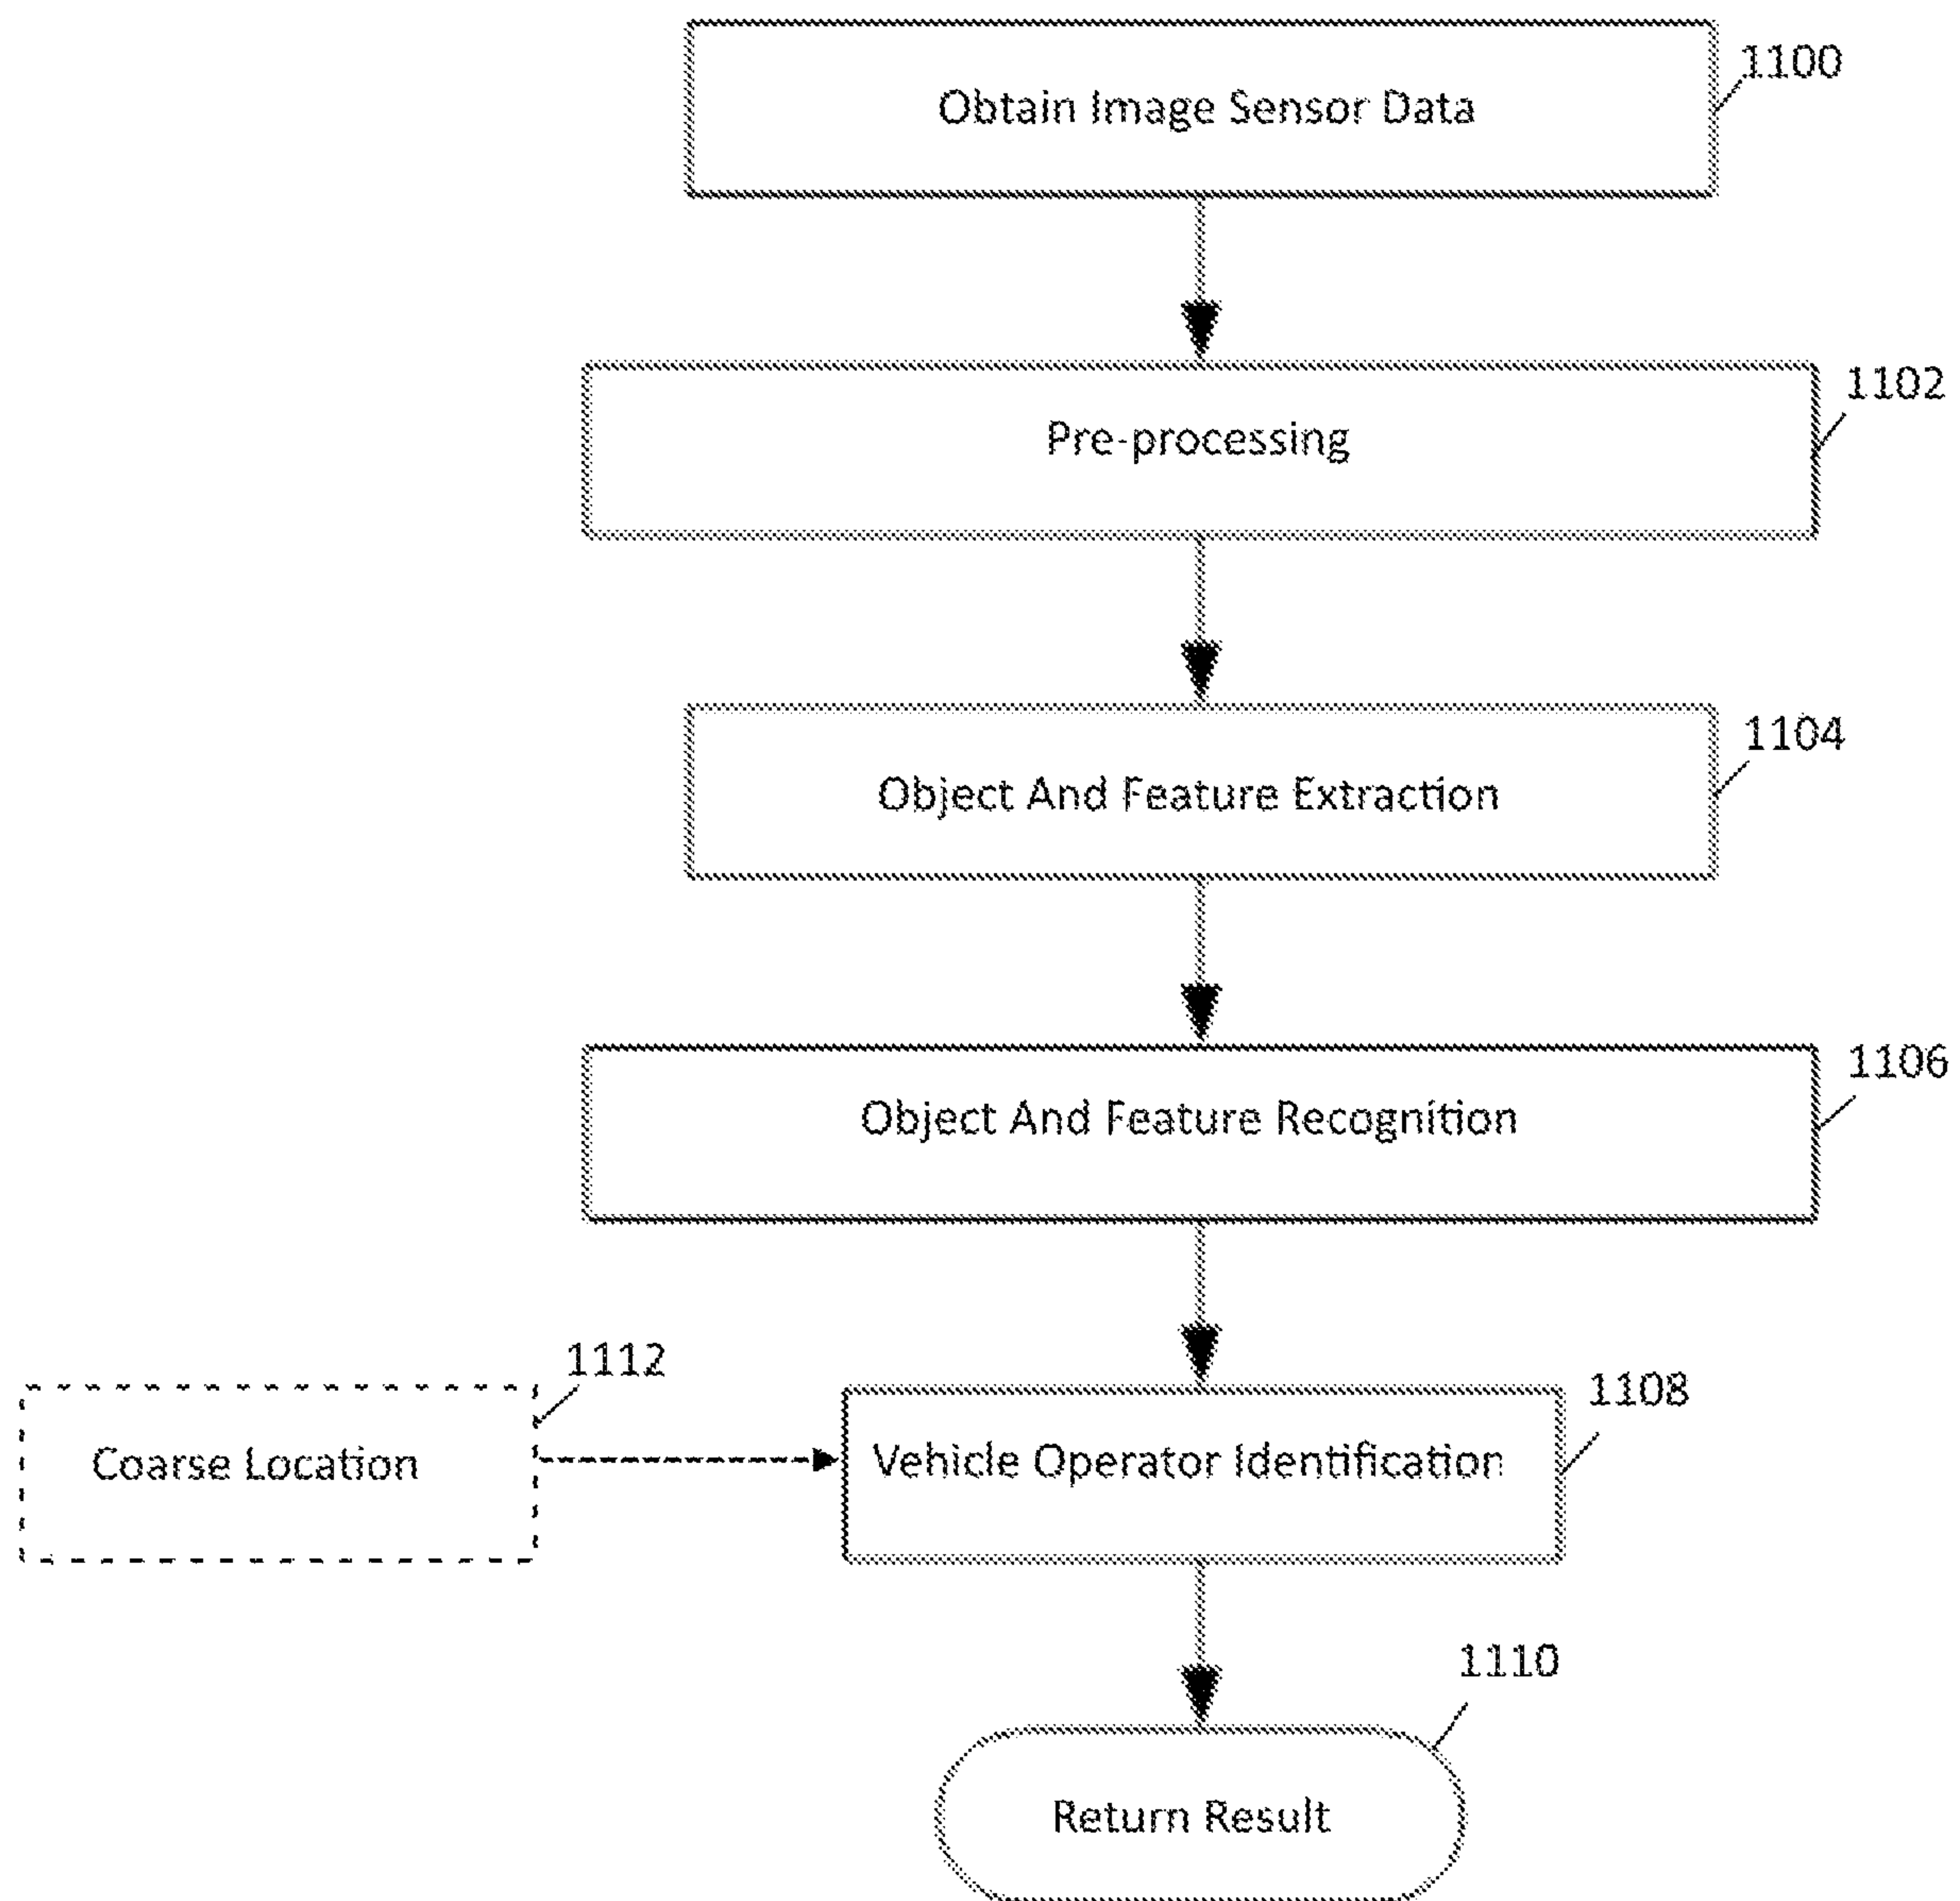 Obtain Image Sensor Data
1100
Pre-processing
1102
Object And Feature Extraction
1104
Object And Feature Recognition
1106
Coarse Location
1112
Vehicle Operator Identification
1108
Return Result
1110